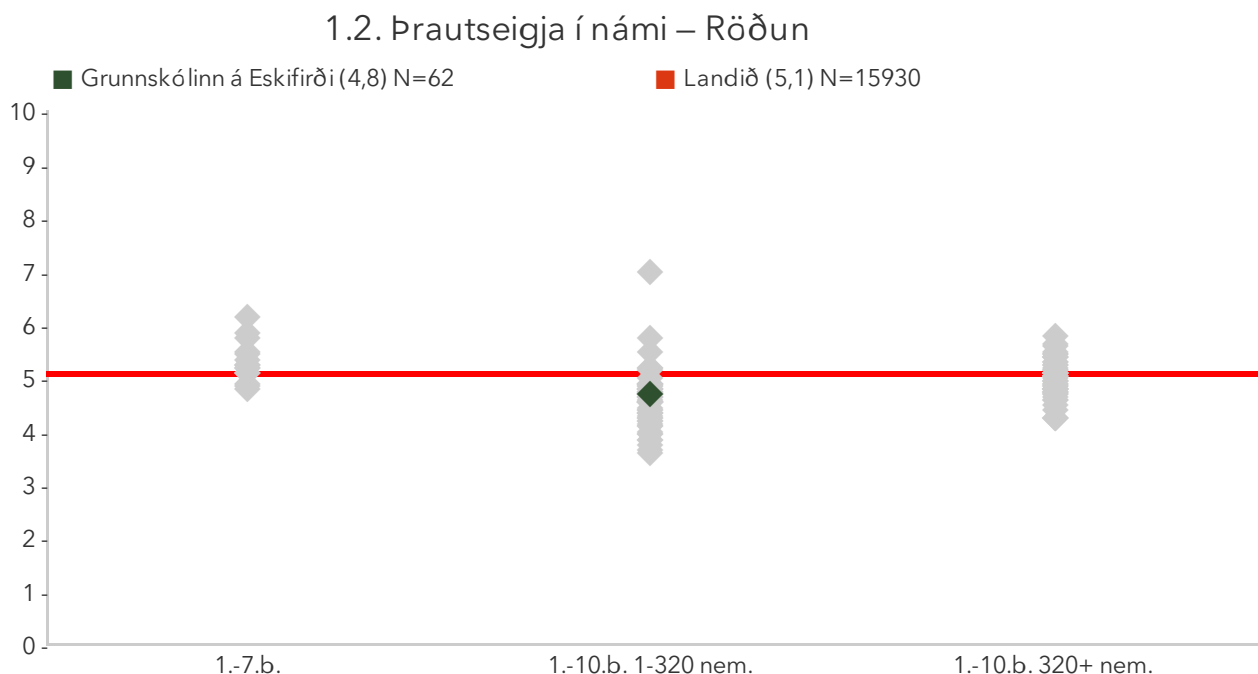 1.2. Þrautseigja í námi – Röðun
Grunnskólinn á Eskifirði (4,8) N=62
Landið (5,1) N=15930
10
9
8
7
6
5
4
3
2
1
0
1.-7.b.
1.-10.b. 1-320 nem.
1.-10.b. 320+ nem.